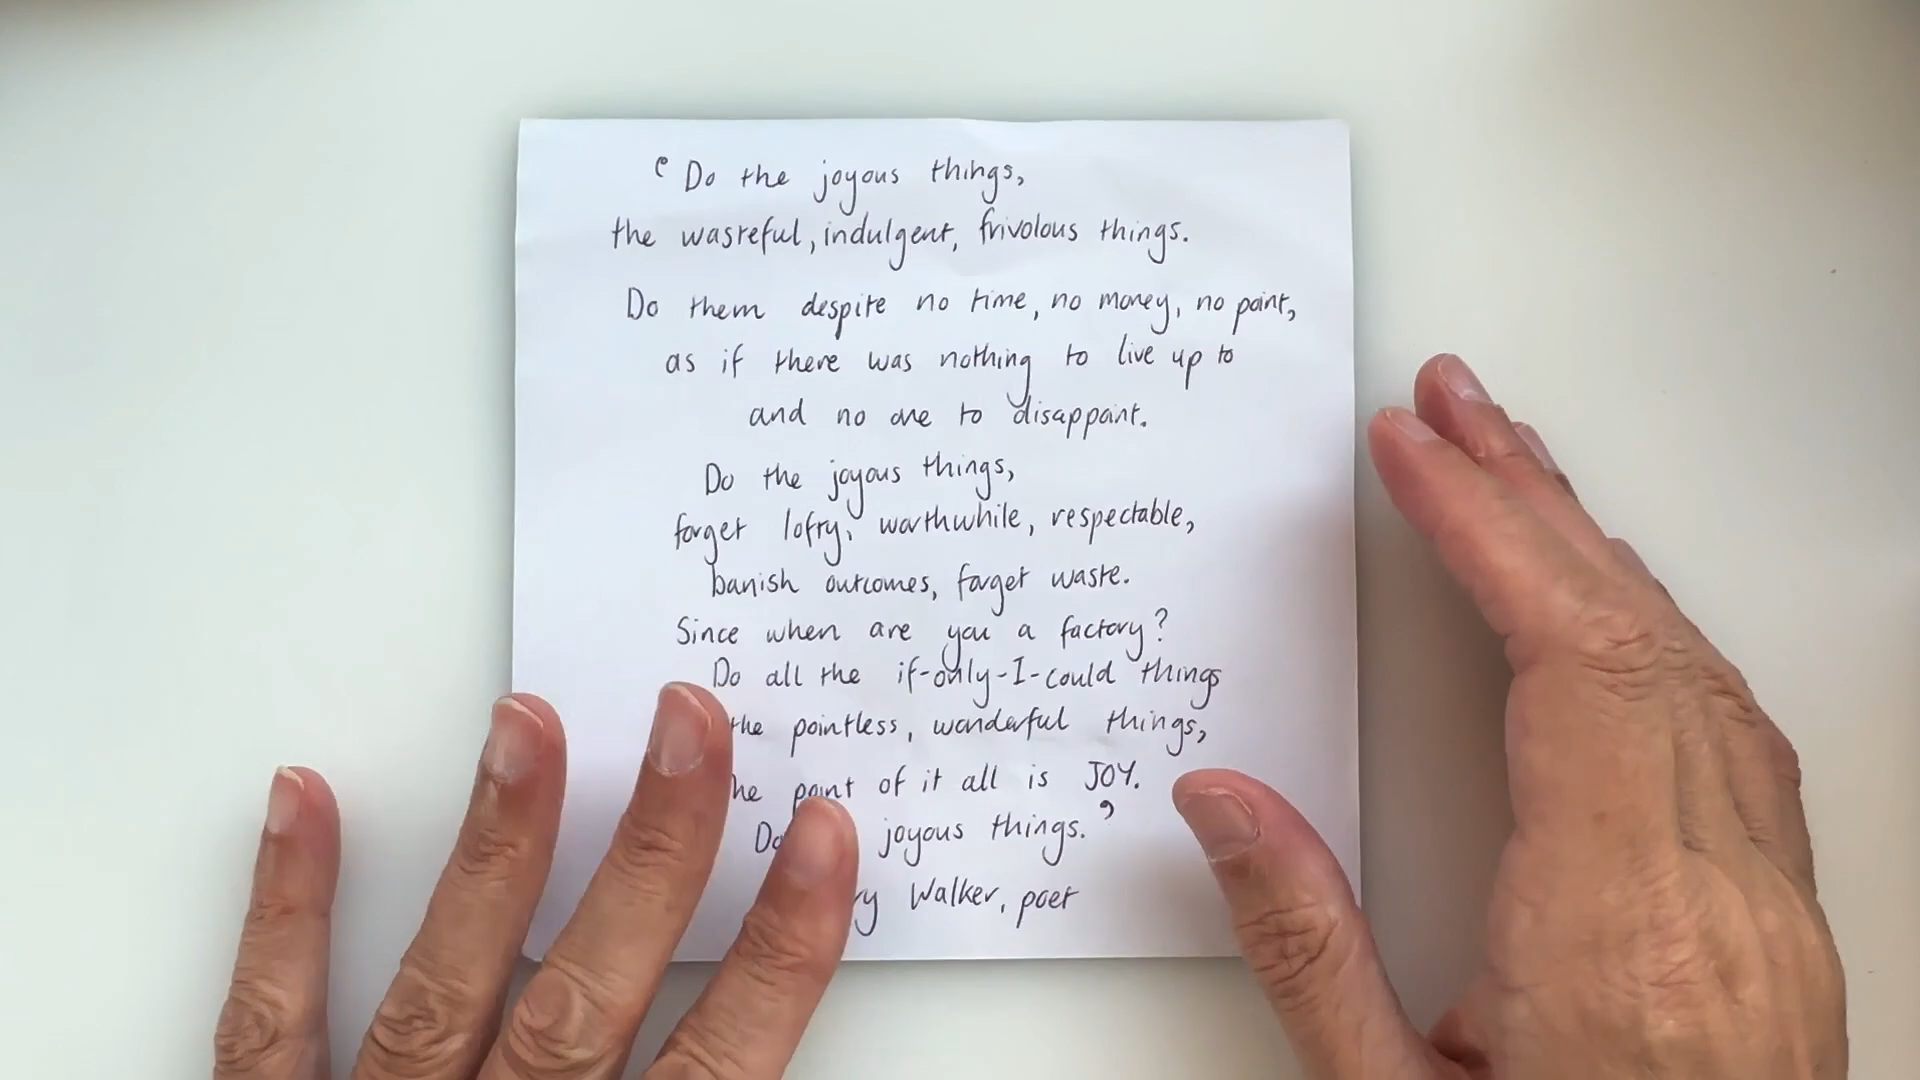 ‘Do the joyous things,
the wasteful, indulgent, frivolous things.
Do them despite no time, no money, no point,
as if there was nothing to live up to
and no one to disappoint.
Do the joyous things,
forget lofty, worthwhile, respectable,
banish outcomes, forget waste.
Since when are you a factory?
Do all the if-only-I-could things
the pointless, wonderful things,
point of it all is JOY.
Do joyous things.’
Walker, poet